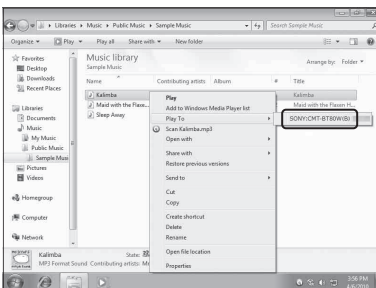 Libraries ▸ Music ▸ Public Music ▸ Sample Music
Search Sample Music
Organize Play Play all Share with New folder
Favorites
Desktop
Downloads
Recent Places
Libraries
Documents
Music
My Music
Public Music
Sample Musi
Pictures
Videos
Homegroup
Computer
Network
Music library
Sample Music
Arrange by: Folder
Name Contributing artists Album # Title
Kalimba
Maid with the Flaxe...
Sleep Away
Kalimba
Maid with the Flaxen H...
Play
Add to Windows Media Player list
Play To
SONY:CMT-BT80W(B)
Scan Kalimba.mp3
Open with
Share with
Restore previous versions
Send to
Cut
Copy
Create shortcut
Delete
Rename
Open file location
Properties
Kalimba State:
MP3 Format Sound Contributing artists: M
3:56 PM